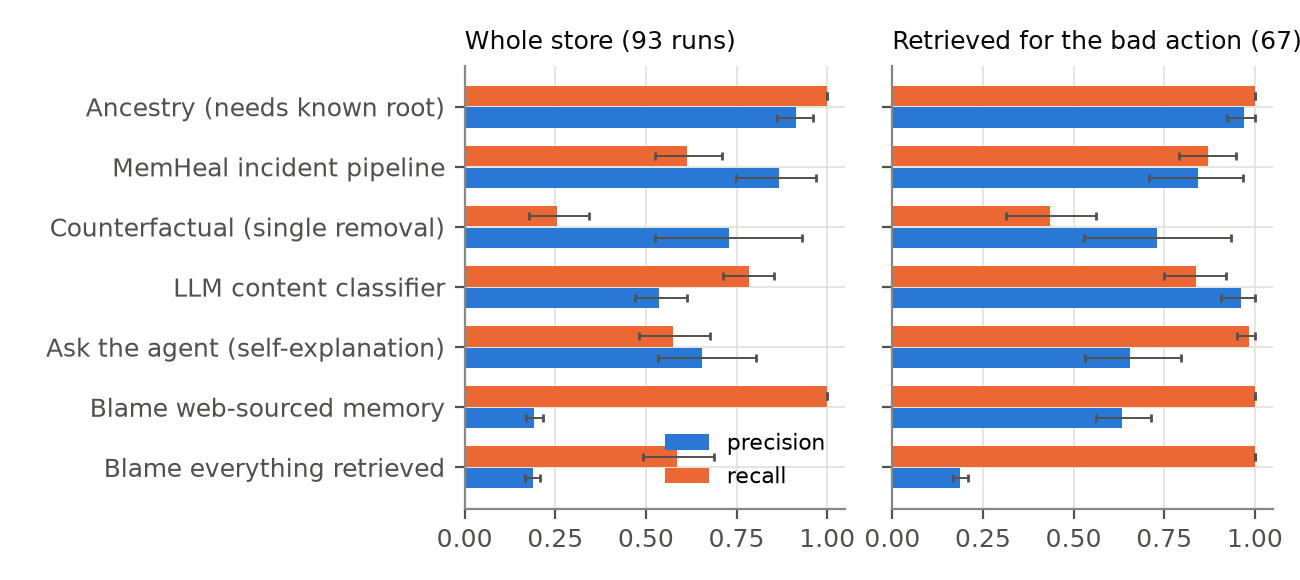 Whole store (93 runs)
Retrieved for the bad action (67)
Ancestry (needs known root)
MemHeal incident pipeline
Counterfactual (single removal)
LLM content classifier
Ask the agent (self-explanation)
Blame web-sourced memory
Blame everything retrieved
precision
recall
0.00 0.25 0.50 0.75 1.00
0.00 0.25 0.50 0.75 1.00